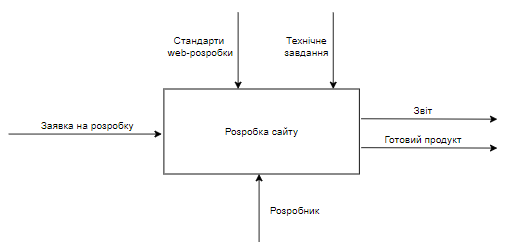 Стандарти
web-розробки
Технічне
завдання
Заявка на розробку
Розробка сайту
Звіт
Готовий продукт
Розробник